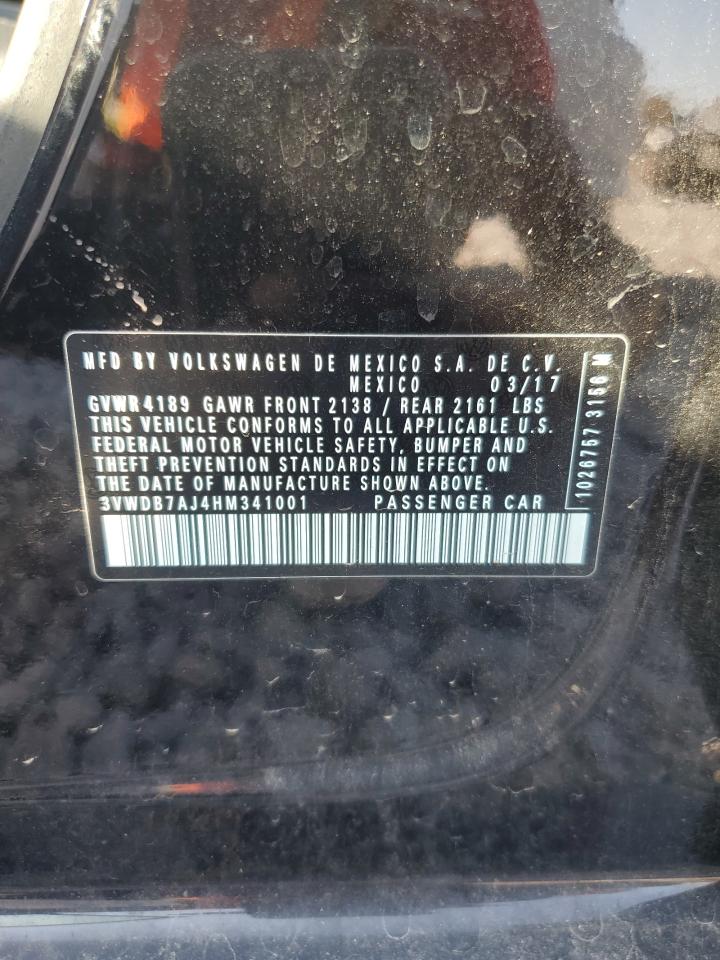 MFD BY VOLKSWAGEN DE MEXICO S.A. DE C.V.
MEXICO 03/17
GVWR 4189 GAWR FRONT 2138 / REAR 2161 LBS
THIS VEHICLE CONFORMS TO ALL APPLICABLE U.S.
FEDERAL MOTOR VEHICLE SAFETY, BUMPER AND
THEFT PREVENTION STANDARDS IN EFFECT ON
THE DATE OF MANUFACTURE SHOWN ABOVE.
3VWDB7AJ4HM341001 PASSENGER CAR
1026757 3156 M